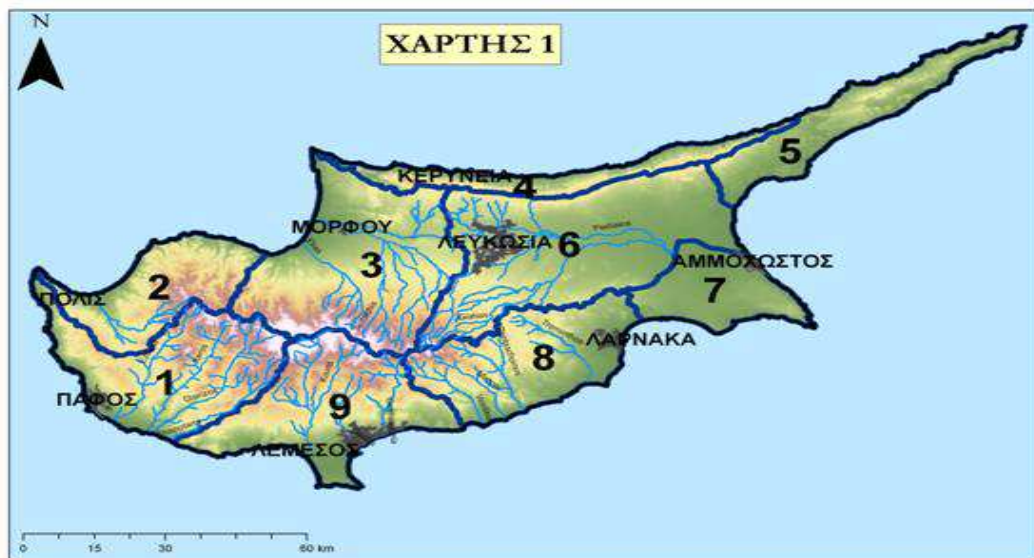 N
ΧΑΡΤΗΣ 1
5
ΚΕΡΥΝΕΙΑ
4
ΜΟΡΦΟΥ
ΛΕΥΚΩΣΙΑ
6
3
ΑΜΜΟΧΩΣΤΟΣ
2
7
ΠΟΛΙΣ
ΛΑΡΝΑΚΑ
8
1
ΠΑΦΟΣ
9
ΛΕΜΕΣΟΣ
0 15 30 60 km